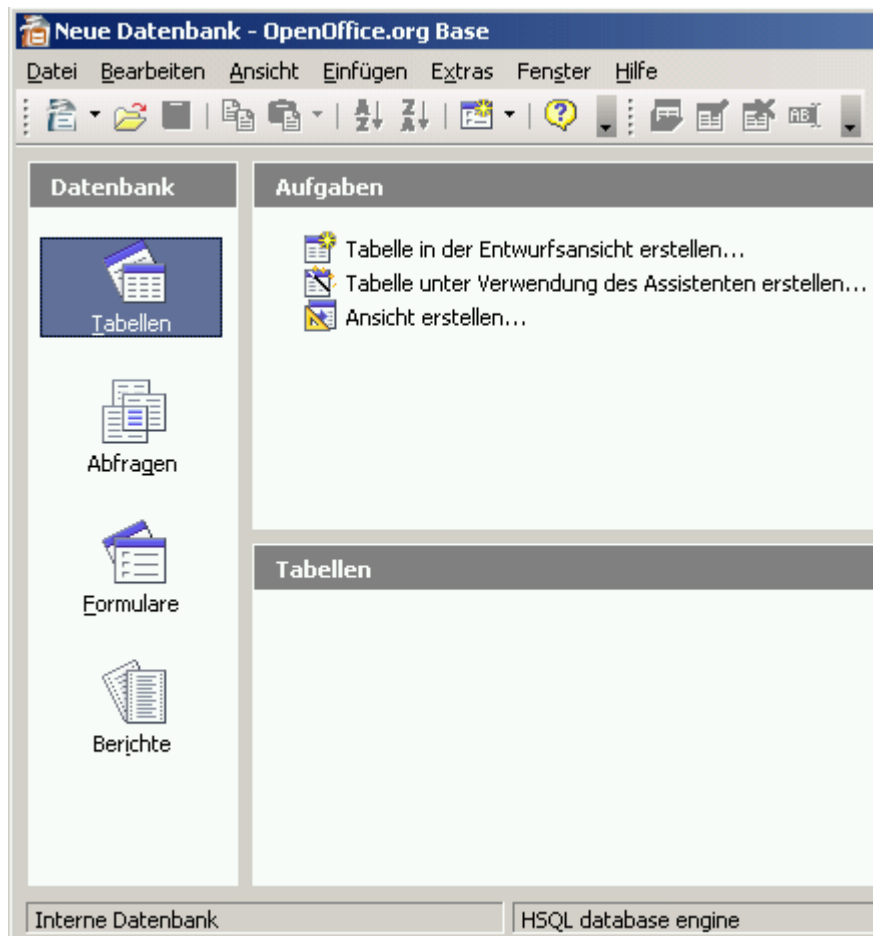 Neue Datenbank - OpenOffice.org Base
Datei Bearbeiten Ansicht Einfügen Extras Fenster Hilfe
Datenbank
Tabellen
Abfragen
Formulare
Berichte
Aufgaben
Tabelle in der Entwurfsansicht erstellen...
Tabelle unter Verwendung des Assistenten erstellen...
Ansicht erstellen...
Tabellen
Interne Datenbank
HSQL database engine